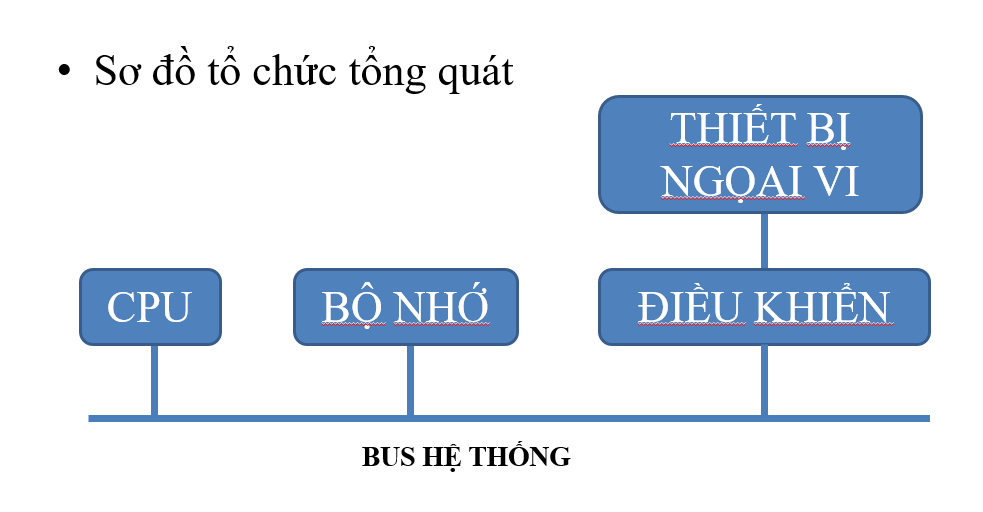 • Sơ đồ tổ chức tổng quát
THIẾT BỊ
NGOẠI VI
CPU
BỘ NHỚ
ĐIỀU KHIỂN
BUS HỆ THỐNG